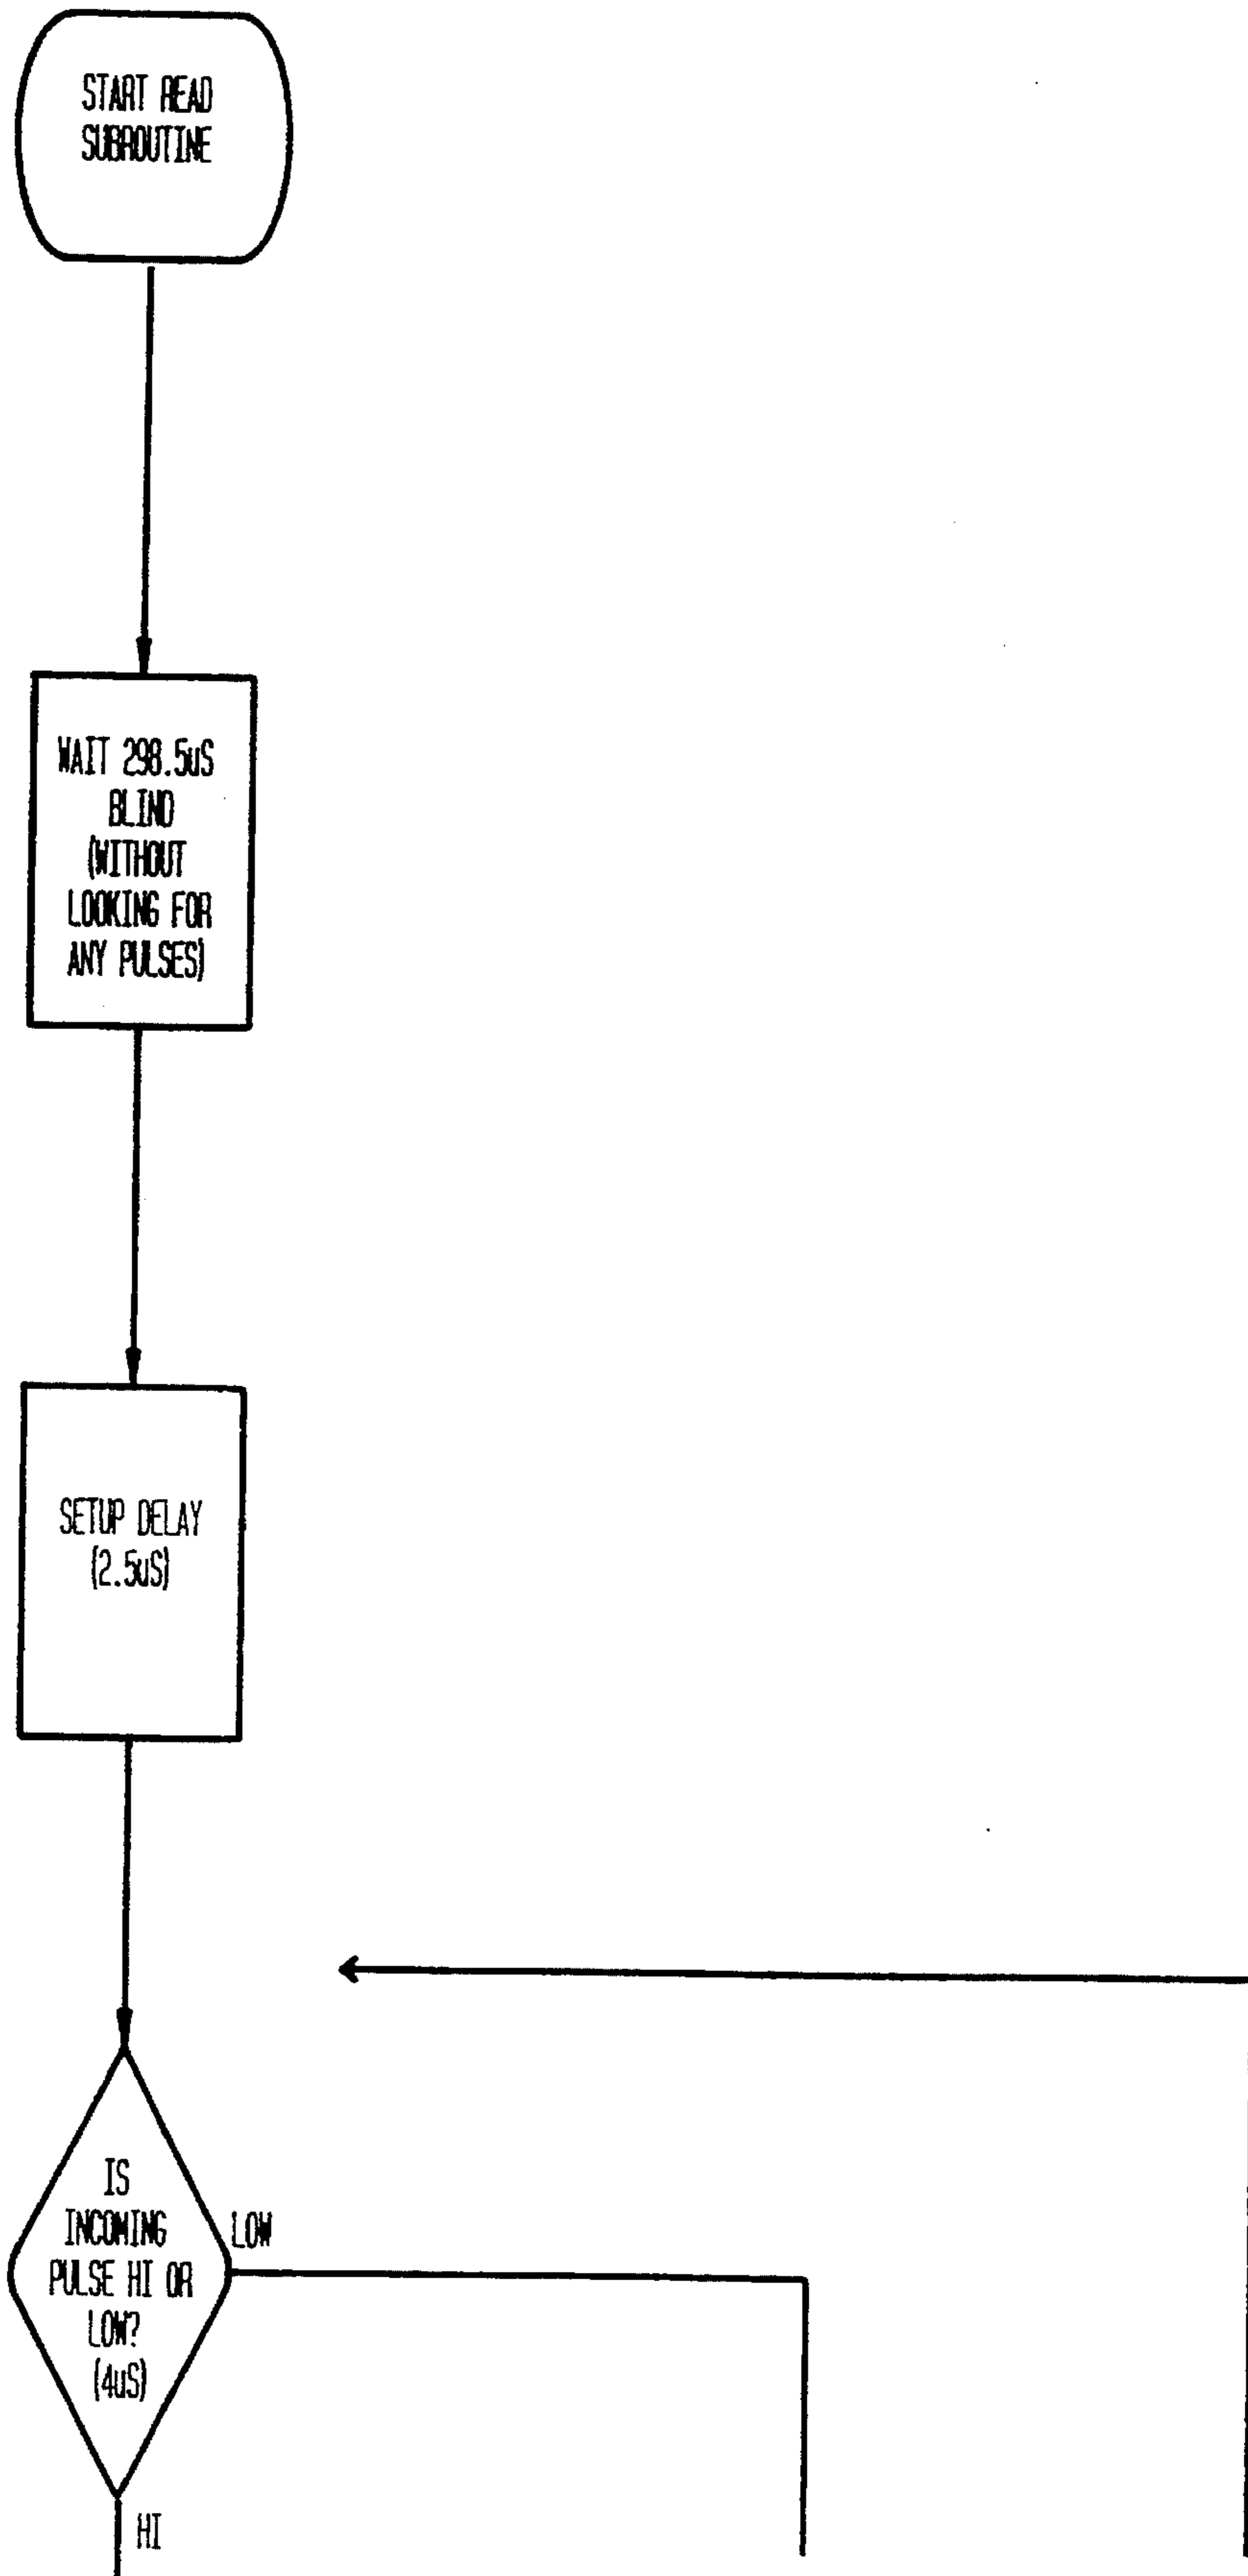 START READ
SUBROUTINE
WAIT 298.5uS
BLIND
(WITHOUT
LOOKING FOR
ANY PULSES)
SETUP DELAY
(2.5uS)
IS
INCOMING
PULSE HI OR
LOW?
(4uS)
LOW
HI